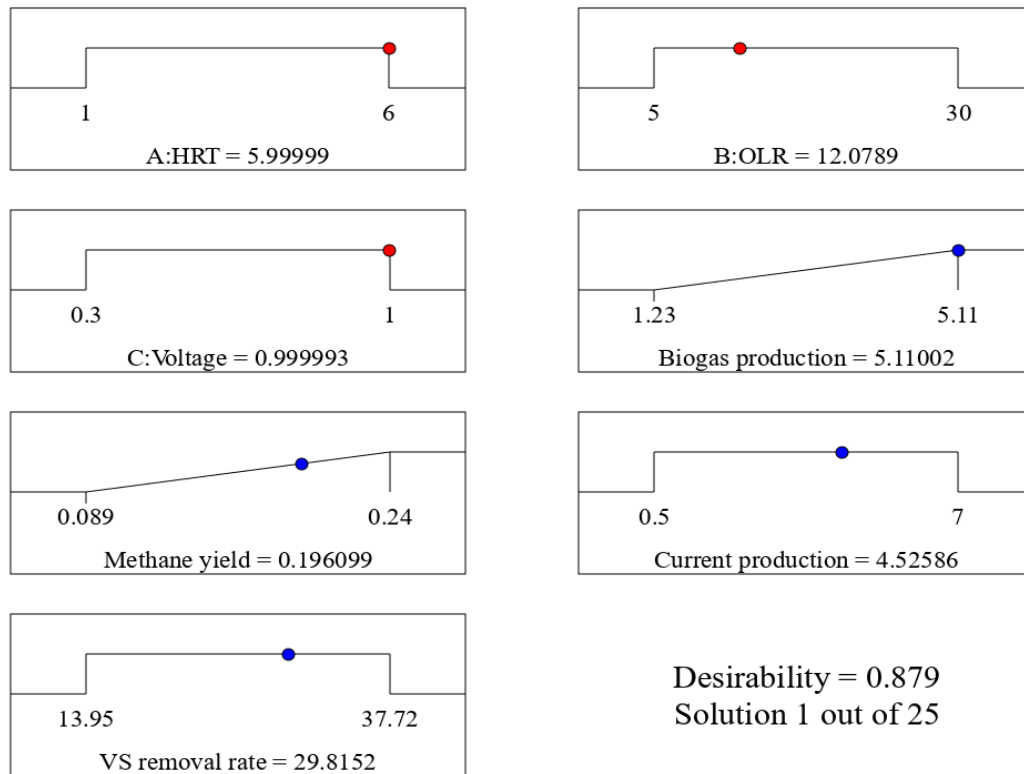 1 6
A:HRT = 5.99999
5 30
B:OLR = 12.0789
0.3 1
C:Voltage = 0.999993
1.23 5.11
Biogas production = 5.11002
0.089 0.24
Methane yield = 0.196099
0.5 7
Current production = 4.52586
13.95 37.72
VS removal rate = 29.8152
Desirability = 0.879
Solution 1 out of 25